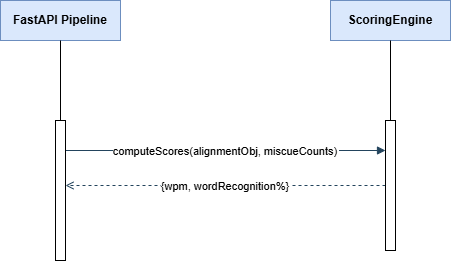 FastAPI Pipeline
ScoringEngine
computeScores(alignmentObj, miscueCounts)
{wpm, wordRecognition%}